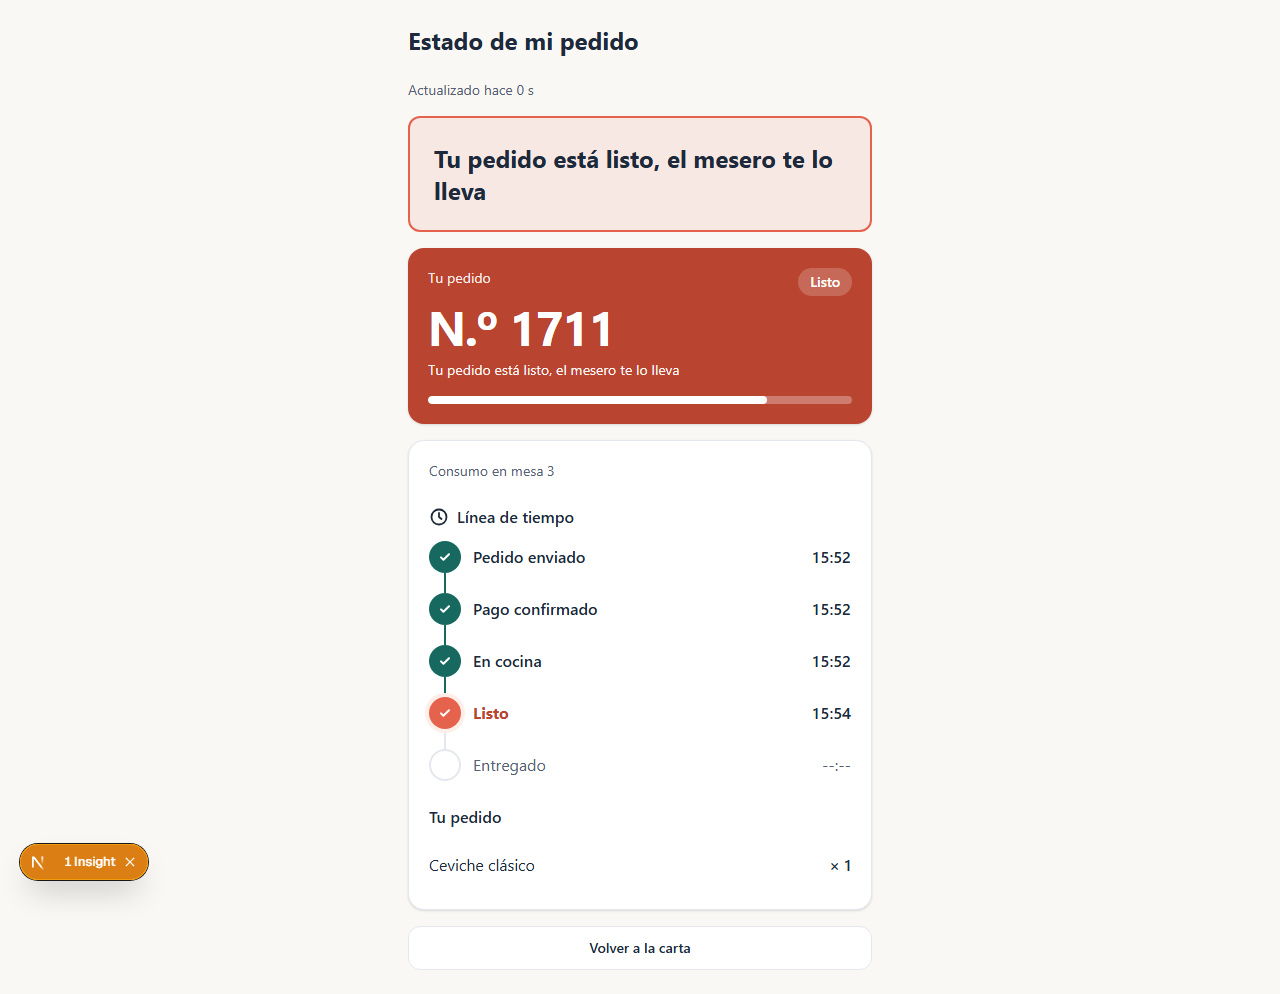 Estado de mi pedido
Actualizado hace 0 s
Tu pedido está listo, el mesero te lo
lleva
Tu pedido
Listo
N.º 1711
Tu pedido está listo, el mesero te lo lleva
Consumo en mesa 3
Línea de tiempo
Pedido enviado 15:52
Pago confirmado 15:52
En cocina 15:52
Listo 15:54
Entregado --:--
Tu pedido
Ceviche clásico × 1
N 1 Insight
Volver a la carta